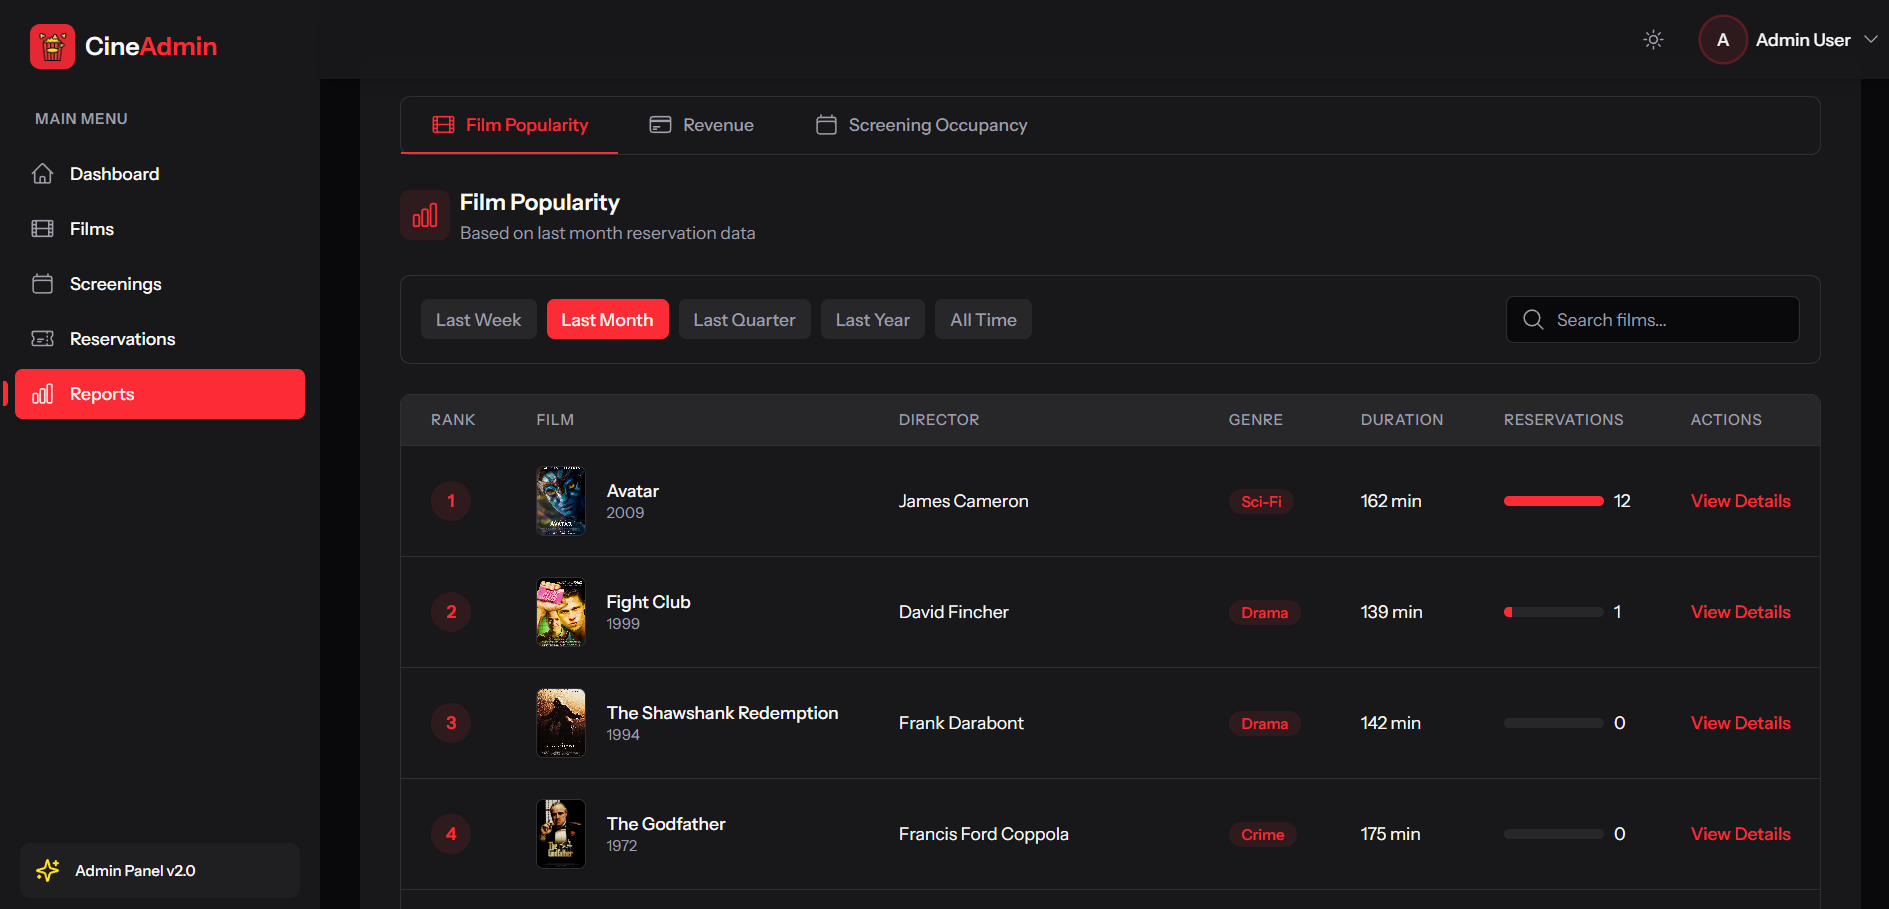 CineAdmin
Admin User
A
MAIN MENU
Dashboard
Films
Screenings
Reservations
Reports
Admin Panel v2.0
Film Popularity
Revenue
Screening Occupancy
Film Popularity
Based on last month reservation data
Last Week
Last Month
Last Quarter
Last Year
All Time
Search films...
RANK FILM DIRECTOR GENRE DURATION RESERVATIONS ACTIONS
1 Avatar James Cameron Sci-Fi 162 min 12 View Details
2009
AVATAR
2 Fight Club David Fincher Drama 139 min 1 View Details
1999
3 The Shawshank Redemption Frank Darabont Drama 142 min 0 View Details
1994
4 The Godfather Francis Ford Coppola Crime 175 min 0 View Details
1972
The Godfather